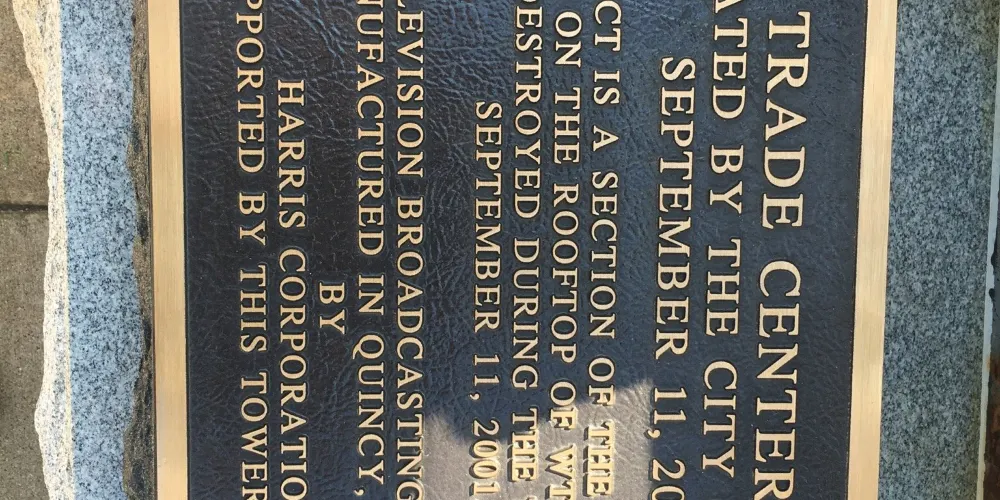 TRADE CENTER
ATED BY THE CITY
SEPTEMBER 11, 20
CT IS A SECTION OF THE
ON THE ROOFTOP OF WT
DESTROYED DURING THE
SEPTEMBER 11, 2001
LEVISION BROADCASTING
NUFACTURED IN QUINCY,
BY
HARRIS CORPORATIO
PPORTED BY THIS TOWER